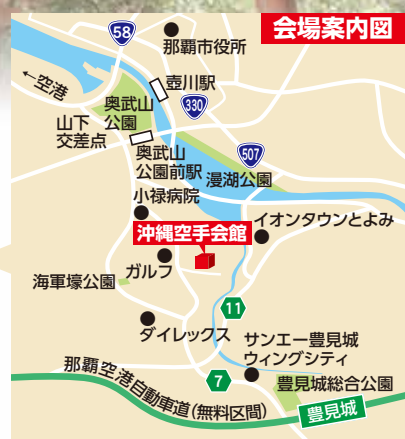 会場案内図
58
那覇市役所
←空港
壺川駅
奥武山
公園
330
山下
交差点
奥武山
公園前駅
507
漫湖公園
小禄病院
イオンタウンとよみ
沖縄空手会館
ガルフ
海軍壕公園
11
ダイレックス
サンエー豊見城
ウィングシティ
7
豊見城総合公園
那覇空港自動車道(無料区間)
豊見城